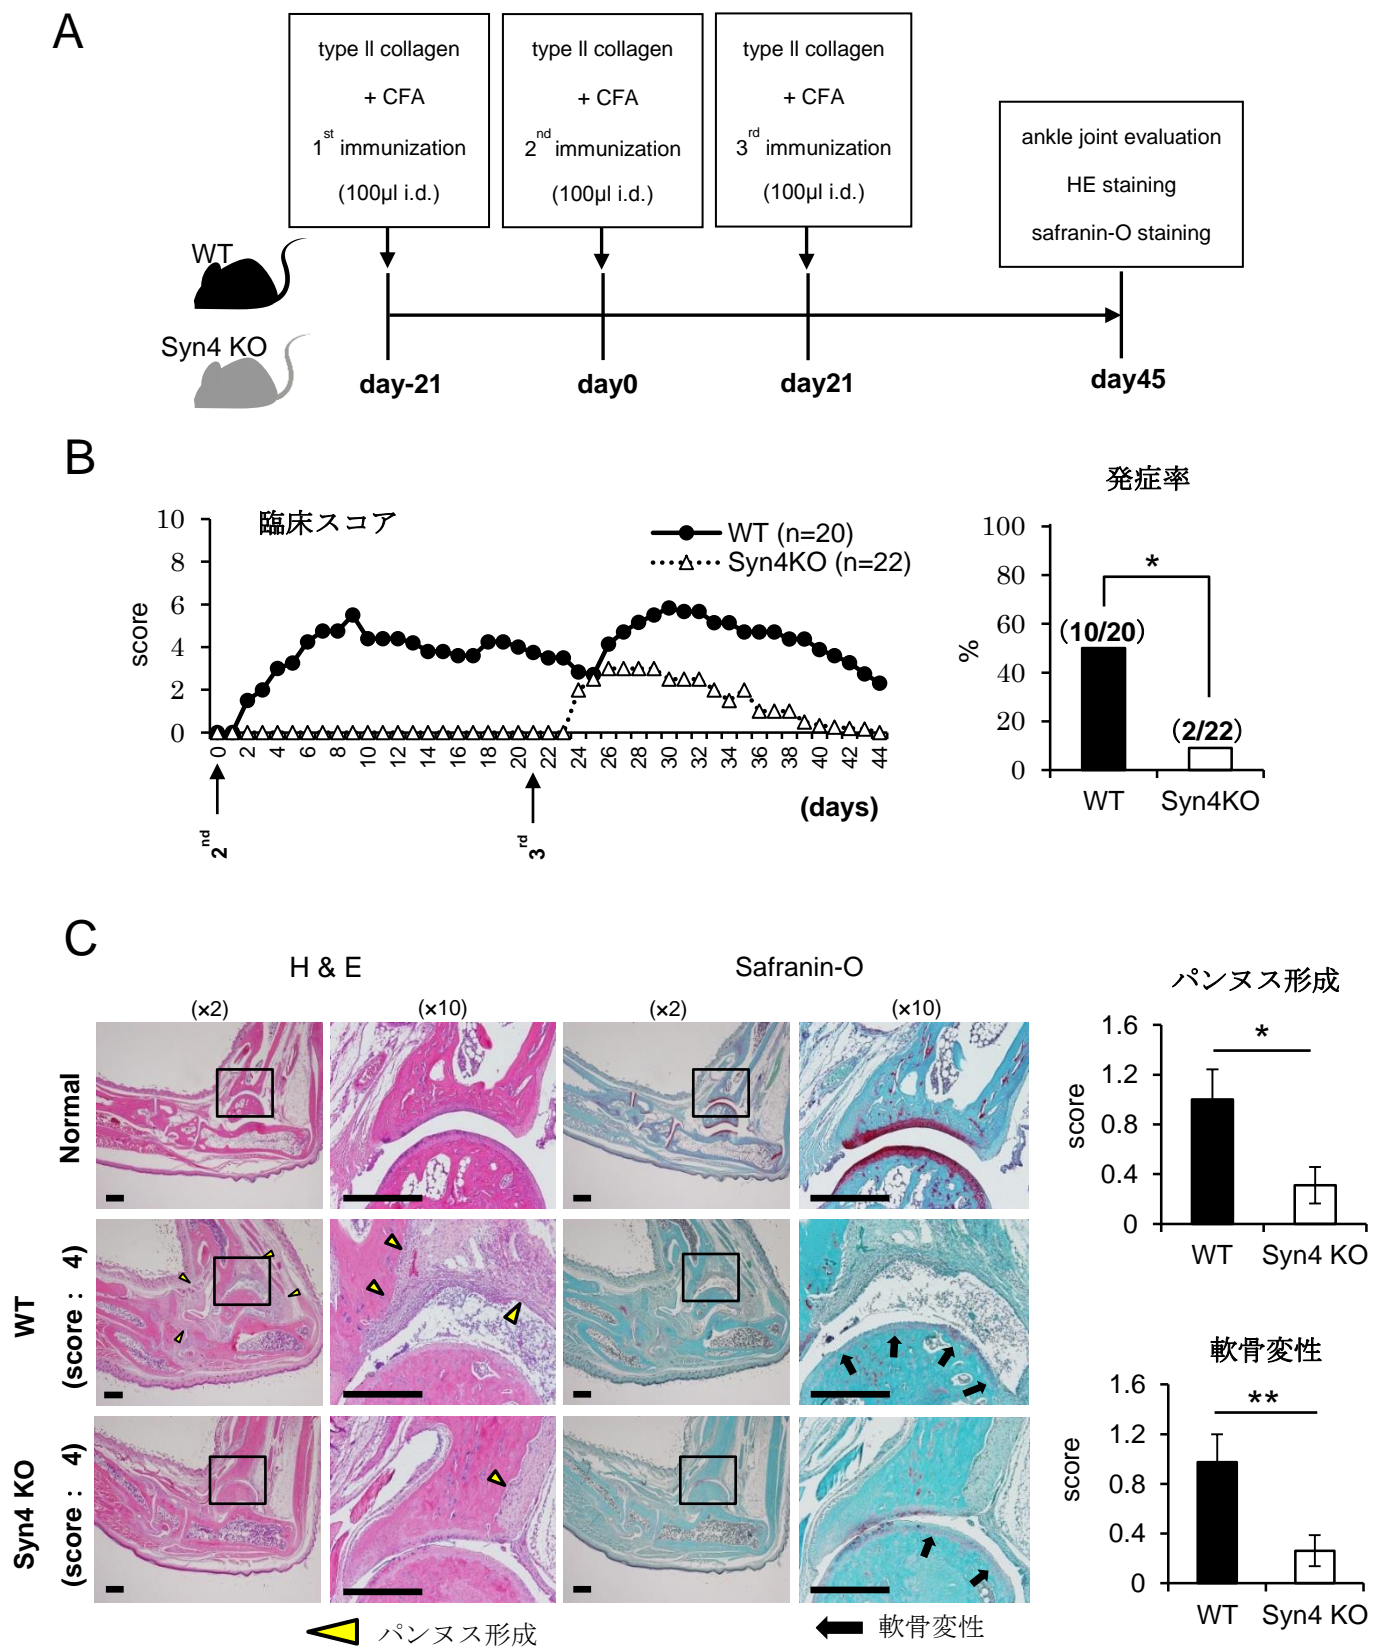 A
type II collagen
+ CFA
1st immunization
(100μl i.d.)
type II collagen
+ CFA
2nd immunization
(100μl i.d.)
type II collagen
+ CFA
3rd immunization
(100μl i.d.)
ankle joint evaluation
HE staining
safranin-O staining
WT
Syn4 KO
day-21
day0
day21
day45
B
臨床スコア
WT (n=20)
Syn4KO (n=22)
score
10
8
6
4
2
0
0 2 4 6 8 10 12 14 16 18 20 22 24 26 28 30 32 34 36 38 40 42 44
(days)
2nd
3rd
発症率
%
100
80
60
40
20
0
*
(10/20)
(2/22)
WT Syn4KO
C
H & E
Safranin-O
(×2) (×10) (×2) (×10)
Normal
WT
(score : 4)
Syn4 KO
(score : 4)
パンヌス形成
軟骨変性
パンヌス形成
score
1.6
1.2
0.8
0.4
0
*
WT Syn4 KO
軟骨変性
score
1.6
1.2
0.8
0.4
0
**
WT Syn4 KO